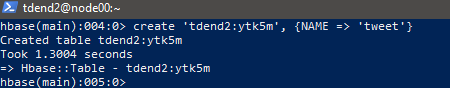 tdend2@node00:~
hbase(main):004:0> create 'tdend2:ytk5m', {NAME => 'tweet'}
Created table tdend2:ytk5m
Took 1.3004 seconds
=> Hbase::Table - tdend2:ytk5m
hbase(main):005:0>